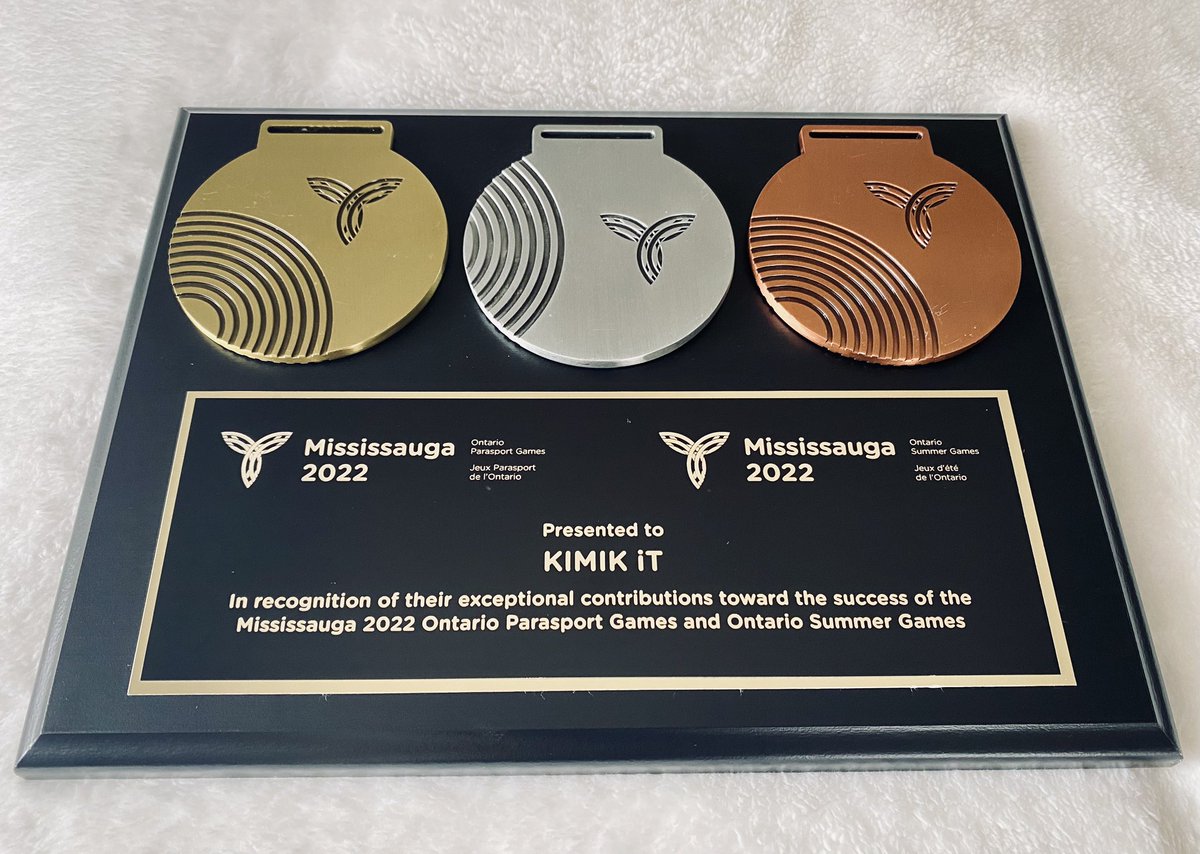 Mississauga
2022
Ontario
Parasport Games
Jeux Parasport
de l'Ontario
Mississauga
2022
Ontario
Summer Games
Jeux d'été
de l'Ontario
Presented to
KIMIK iT
In recognition of their exceptional contributions toward the success of the
Mississauga 2022 Ontario Parasport Games and Ontario Summer Games